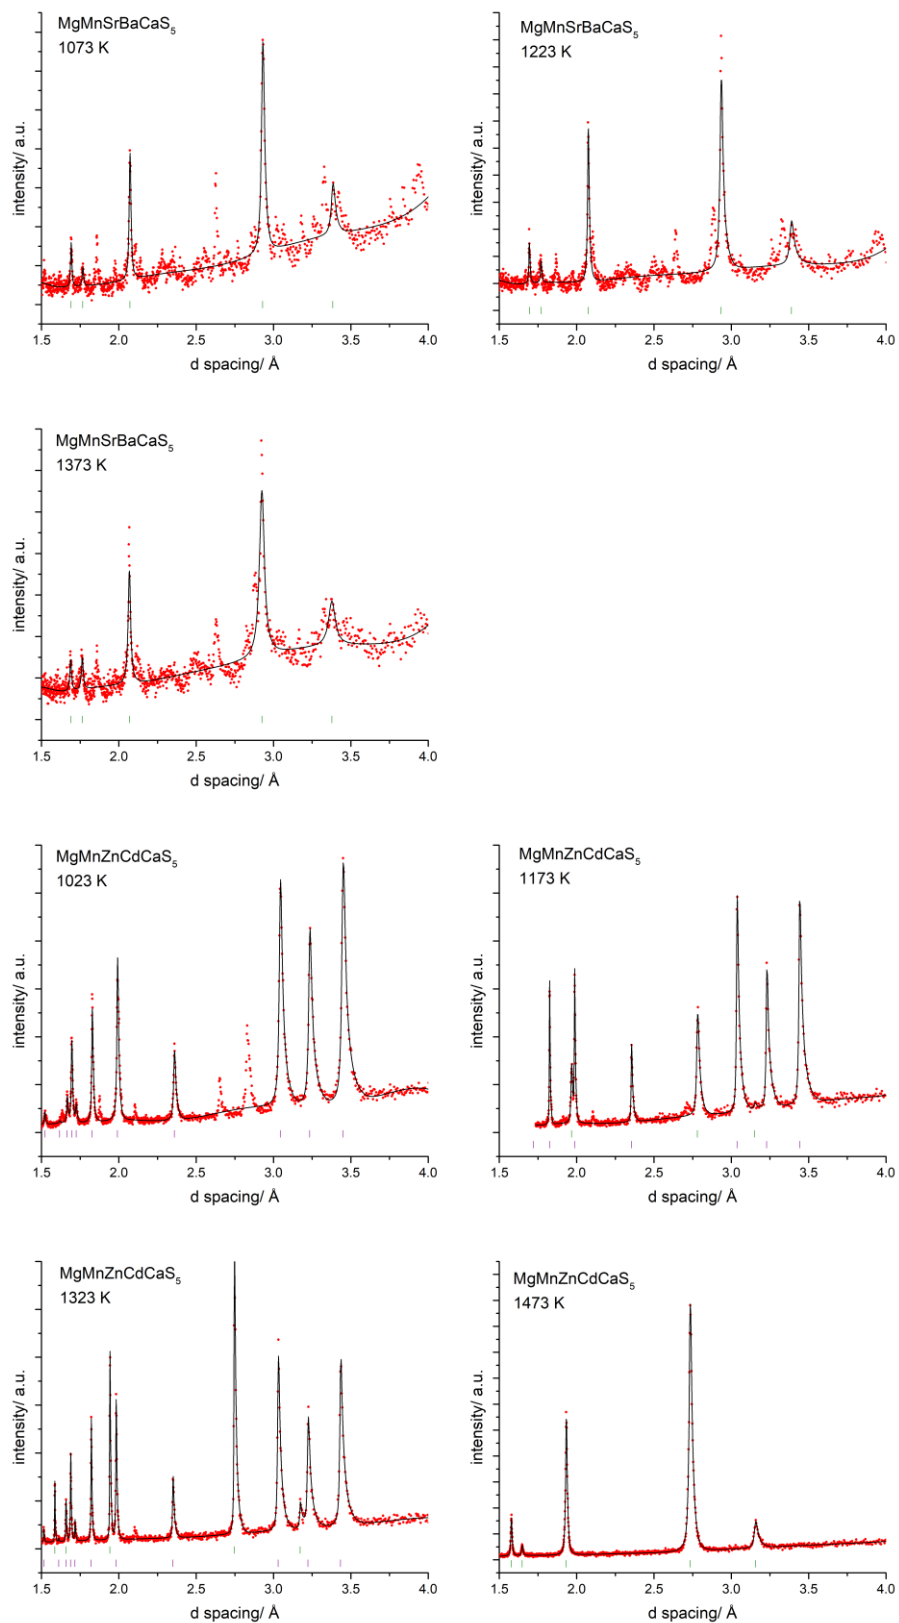 MgMnSrBaCaS₅
1073 K
intensity/ a.u.
1.5 2.0 2.5 3.0 3.5 4.0
d spacing/ Å
MgMnSrBaCaS₅
1223 K
intensity/ a.u.
1.5 2.0 2.5 3.0 3.5 4.0
d spacing/ Å
MgMnSrBaCaS₅
1373 K
intensity/ a.u.
1.5 2.0 2.5 3.0 3.5 4.0
d spacing/ Å
MgMnZnCdCaS₅
1023 K
intensity/ a.u.
1.5 2.0 2.5 3.0 3.5 4.0
d spacing/ Å
MgMnZnCdCaS₅
1173 K
intensity/ a.u.
1.5 2.0 2.5 3.0 3.5 4.0
d spacing/ Å
MgMnZnCdCaS₅
1323 K
intensity/ a.u.
1.5 2.0 2.5 3.0 3.5 4.0
d spacing/ Å
MgMnZnCdCaS₅
1473 K
intensity/ a.u.
1.5 2.0 2.5 3.0 3.5 4.0
d spacing/ Å